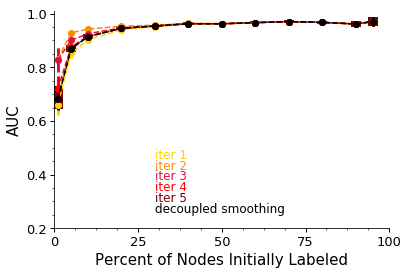 1.0
0.8
0.6
0.4
0.2
AUC
iter 1
iter 2
iter 3
iter 4
iter 5
decoupled smoothing
0 25 50 75 100
Percent of Nodes Initially Labeled